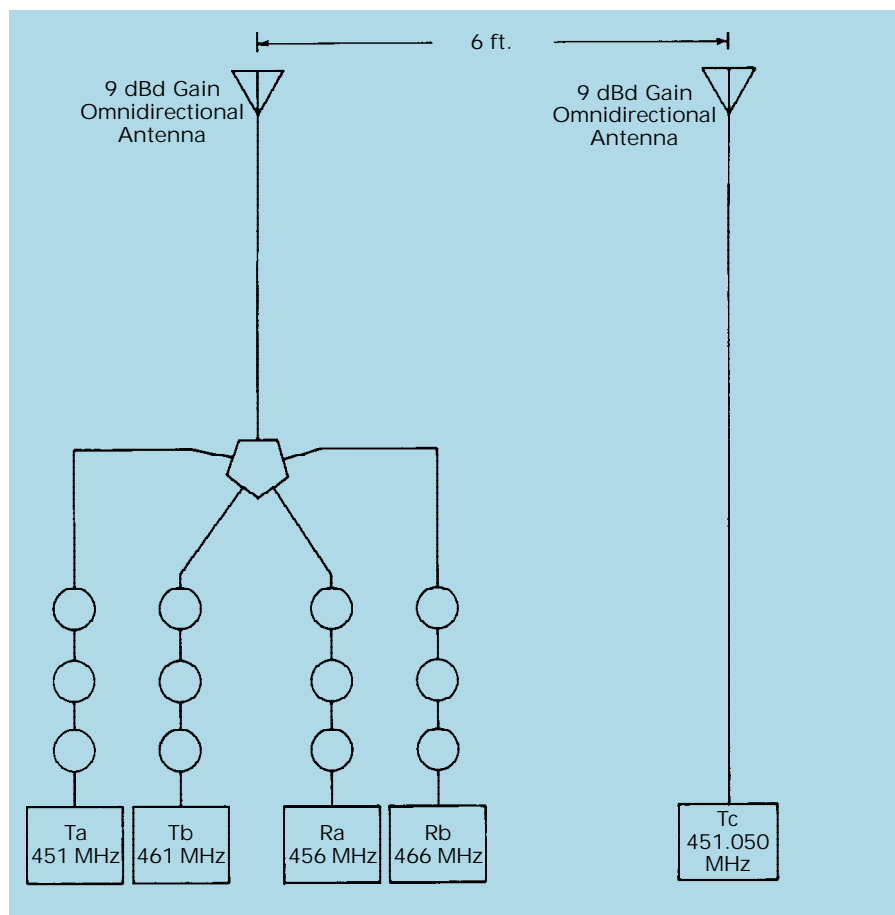 6 ft.
9 dBd Gain
Omnidirectional
Antenna
9 dBd Gain
Omnidirectional
Antenna
Ta
451 MHz
Tb
461 MHz
Ra
456 MHz
Rb
466 MHz
Tc
451.050
MHz